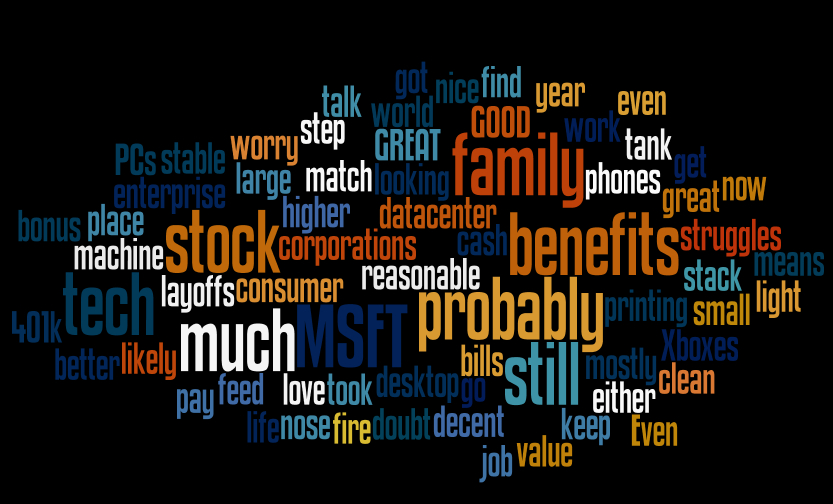 got nice find
talk world year even
step GREAT GOOD work tank
worry family
PCs stable match looking phones get
enterprise large great now
bonus place higher datacenter
machine stock corporations cash benefits struggles
layoffs consumer reasonable stack means
401k tech probably printing small light
much MSFT
better likely bills still mostly Xboxes
pay feed love took desktop go either clean
life nose fire doubt decent keep Even
job value